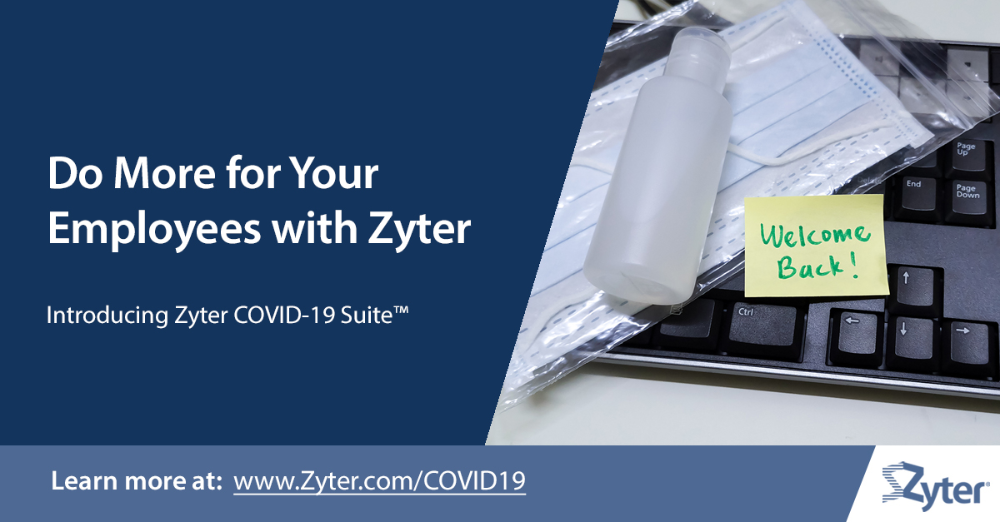 Do More for Your
Employees with Zyter
Introducing Zyter COVID-19 Suite™
Welcome
Back!
Page
Up
End
Page
Down
Ctrl
↑
←
↓
→
Learn more at: www.Zyter.com/COVID19
Zyter®